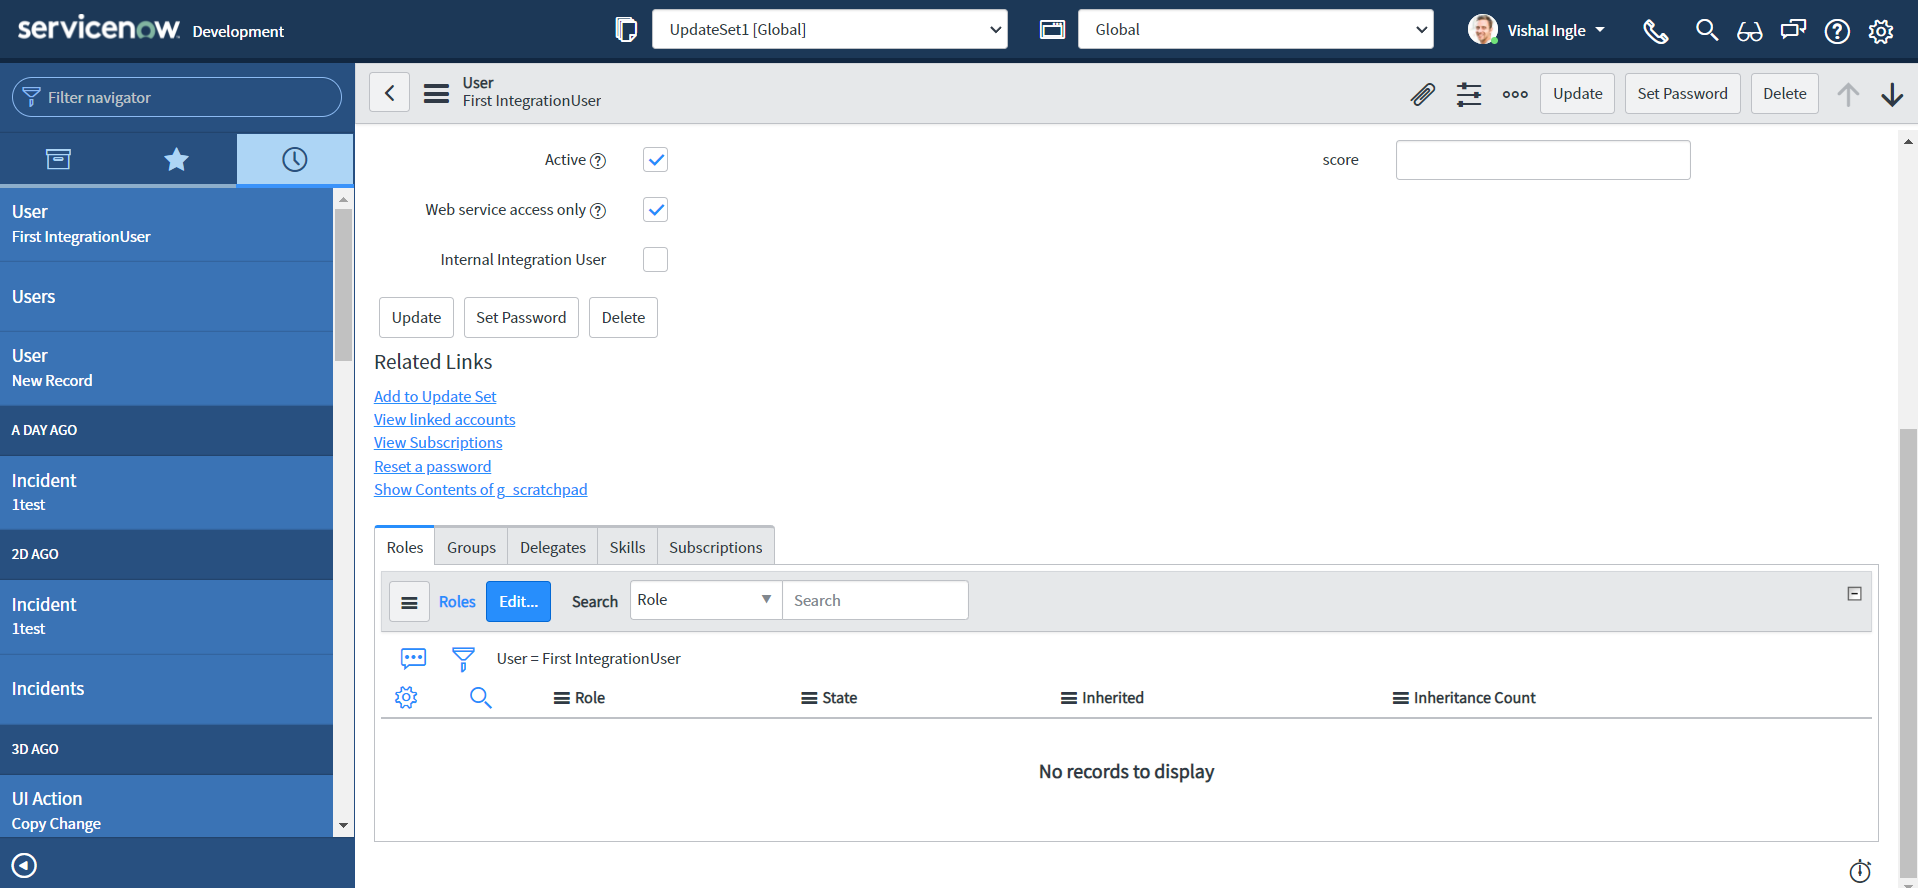 servicenow. Development
UpdateSet1 [Global]
Global
Vishal Ingle
Filter navigator
User
First IntegrationUser
Users
User
New Record
A DAY AGO
Incident
1test
2D AGO
Incident
1test
Incidents
3D AGO
UI Action
Copy Change
User
First IntegrationUser
Update
Set Password
Delete
Active
score
Web service access only
Internal Integration User
Update
Set Password
Delete
Related Links
Add to Update Set
View linked accounts
View Subscriptions
Reset a password
Show Contents of g_scratchpad
Roles
Groups
Delegates
Skills
Subscriptions
Roles
Edit...
Search
Role
Search
User = First IntegrationUser
Role
State
Inherited
Inheritance Count
No records to display